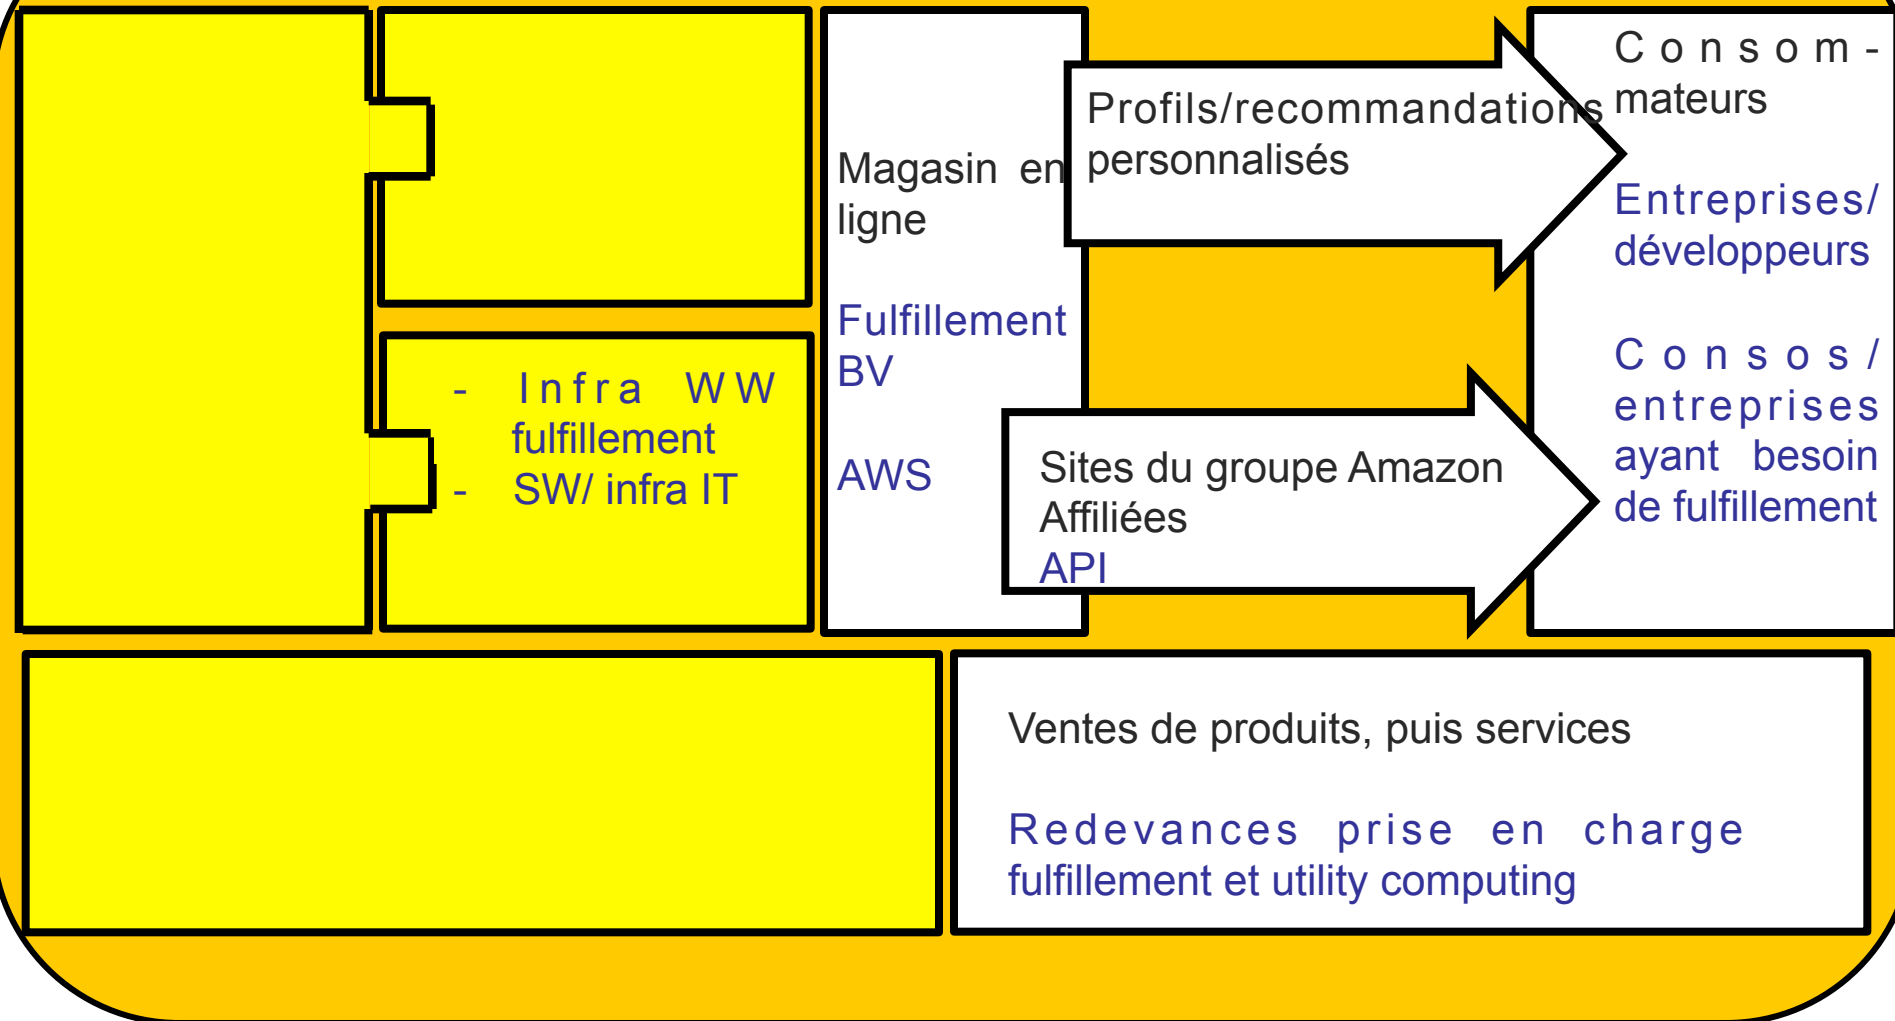 - Infra WW
fulfillement
- SW/ infra IT
Magasin en
ligne
Fulfillement
BV
AWS
Profils/recommandations
personnalisés
Sites du groupe Amazon
Affiliées
API
Consom-
mateurs
Entreprises/
développeurs
Consos/
entreprises
ayant besoin
de fulfillement
Ventes de produits, puis services
Redevances prise en charge
fulfillement et utility computing